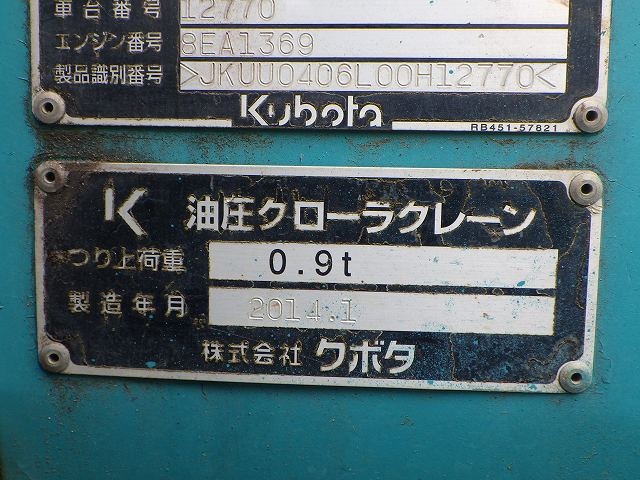 車台番号 12770
エンジン番号 8EA1369
製品識別番号 >JKUU0406L00H12770<
Kubota
RB451-57821
K 油圧クローラクレーン
つり上荷重 0.9t
製造年月 2014.1
株式会社 クボタ